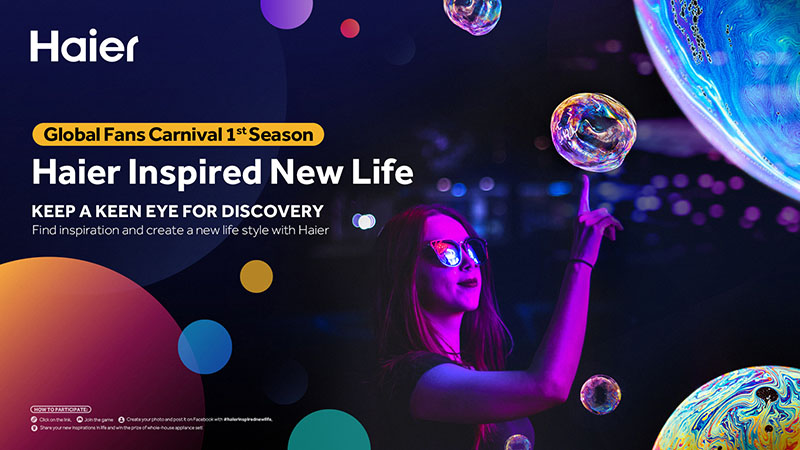 Haier
Global Fans Carnival 1st Season
Haier Inspired New Life
KEEP A KEEN EYE FOR DISCOVERY
Find inspiration and create a new life style with Haier
HOW TO PARTICIPATE:
Click on the link, Join the game Create your photo and post it on Facebook with #haierinspirednewlife,
Share your new inspirations in life and win the prize of whole-house appliance set!